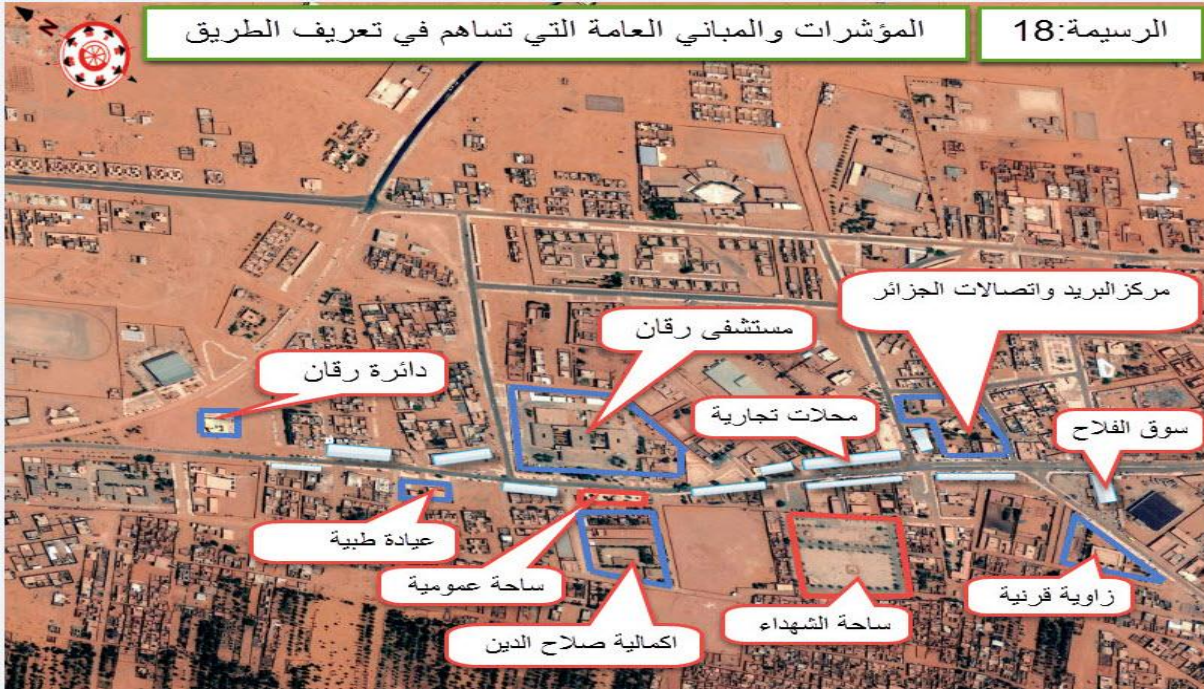 الرسيمة:18
المؤشرات والمباني العامة التي تساهم في تعريف الطريق
N
مركزالبريد واتصالات الجزائر
مستشفى رقان
دائرة رقان
محلات تجارية
سوق الفلاح
عيادة طبية
ساحة عمومية
زاوية قرنية
ساحة الشهداء
اكمالية صلاح الدين